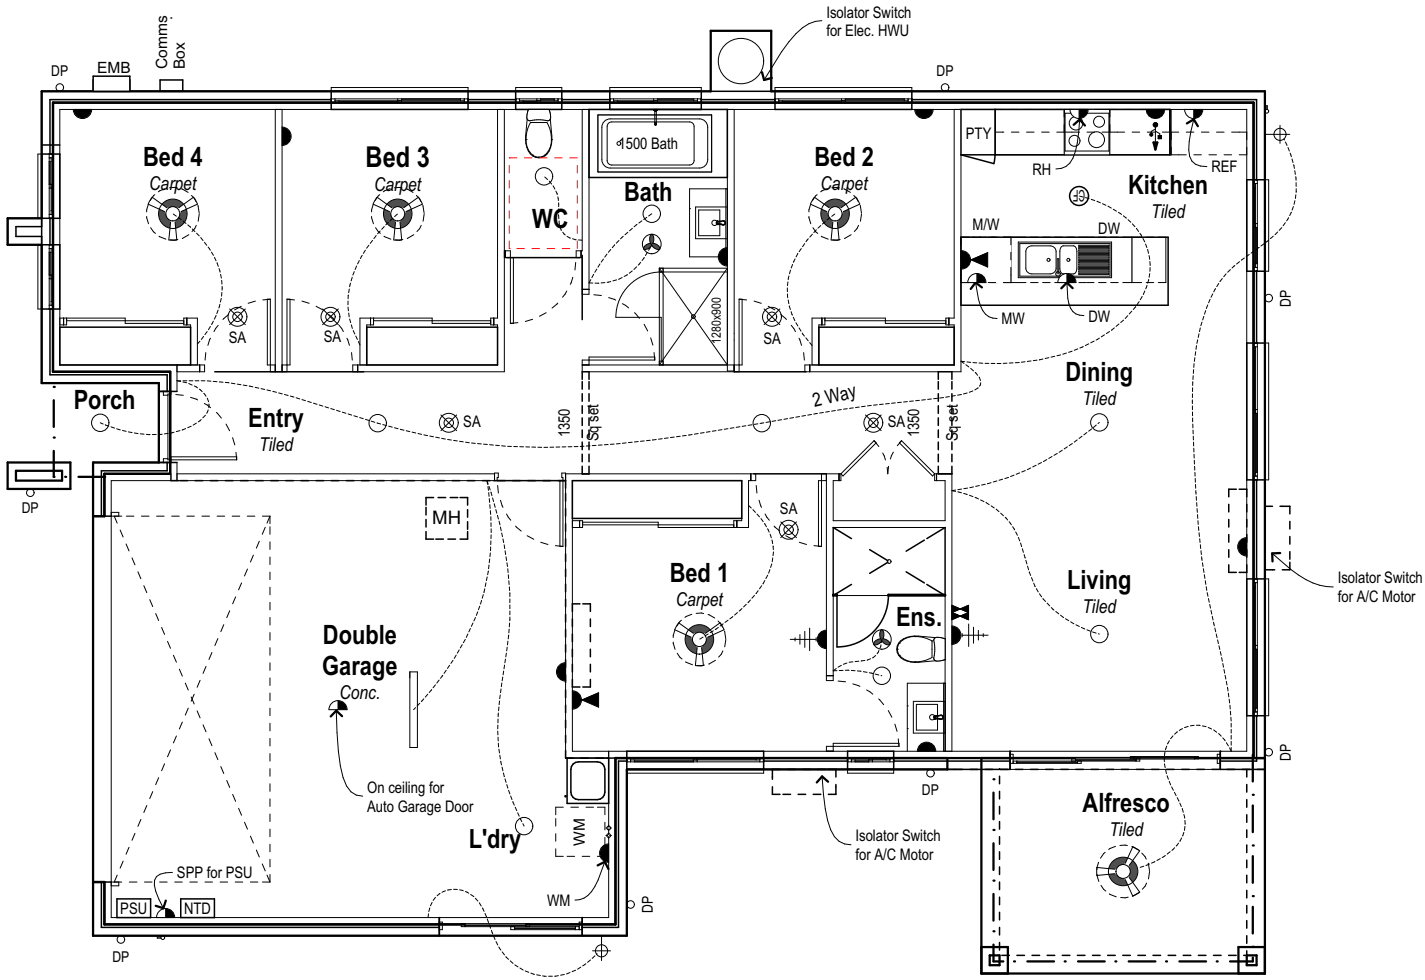 Isolator Switch
for Elec. HWU
Comms.
Box
DP
EMB
DP
Bed 4
Carpet
Bed 3
Carpet
WC
1500 Bath
Bath
Bed 2
Carpet
PTY
RH
REF
Kitchen
Tiled
GF
M/W
DW
MW
DW
DP
SA
SA
1280x900
SA
Porch
Entry
Tiled
SA
1350
Sq set
2 Way
SA
1350
Sq set
Dining
Tiled
DP
MH
SA
Bed 1
Carpet
Ens.
Living
Tiled
Isolator Switch
for A/C Motor
Double
Garage
Conc.
On ceiling for
Auto Garage Door
L'dry
WM
WM
Isolator Switch
for A/C Motor
DP
DP
Alfresco
Tiled
SPP for PSU
PSU
NTD
DP
DP